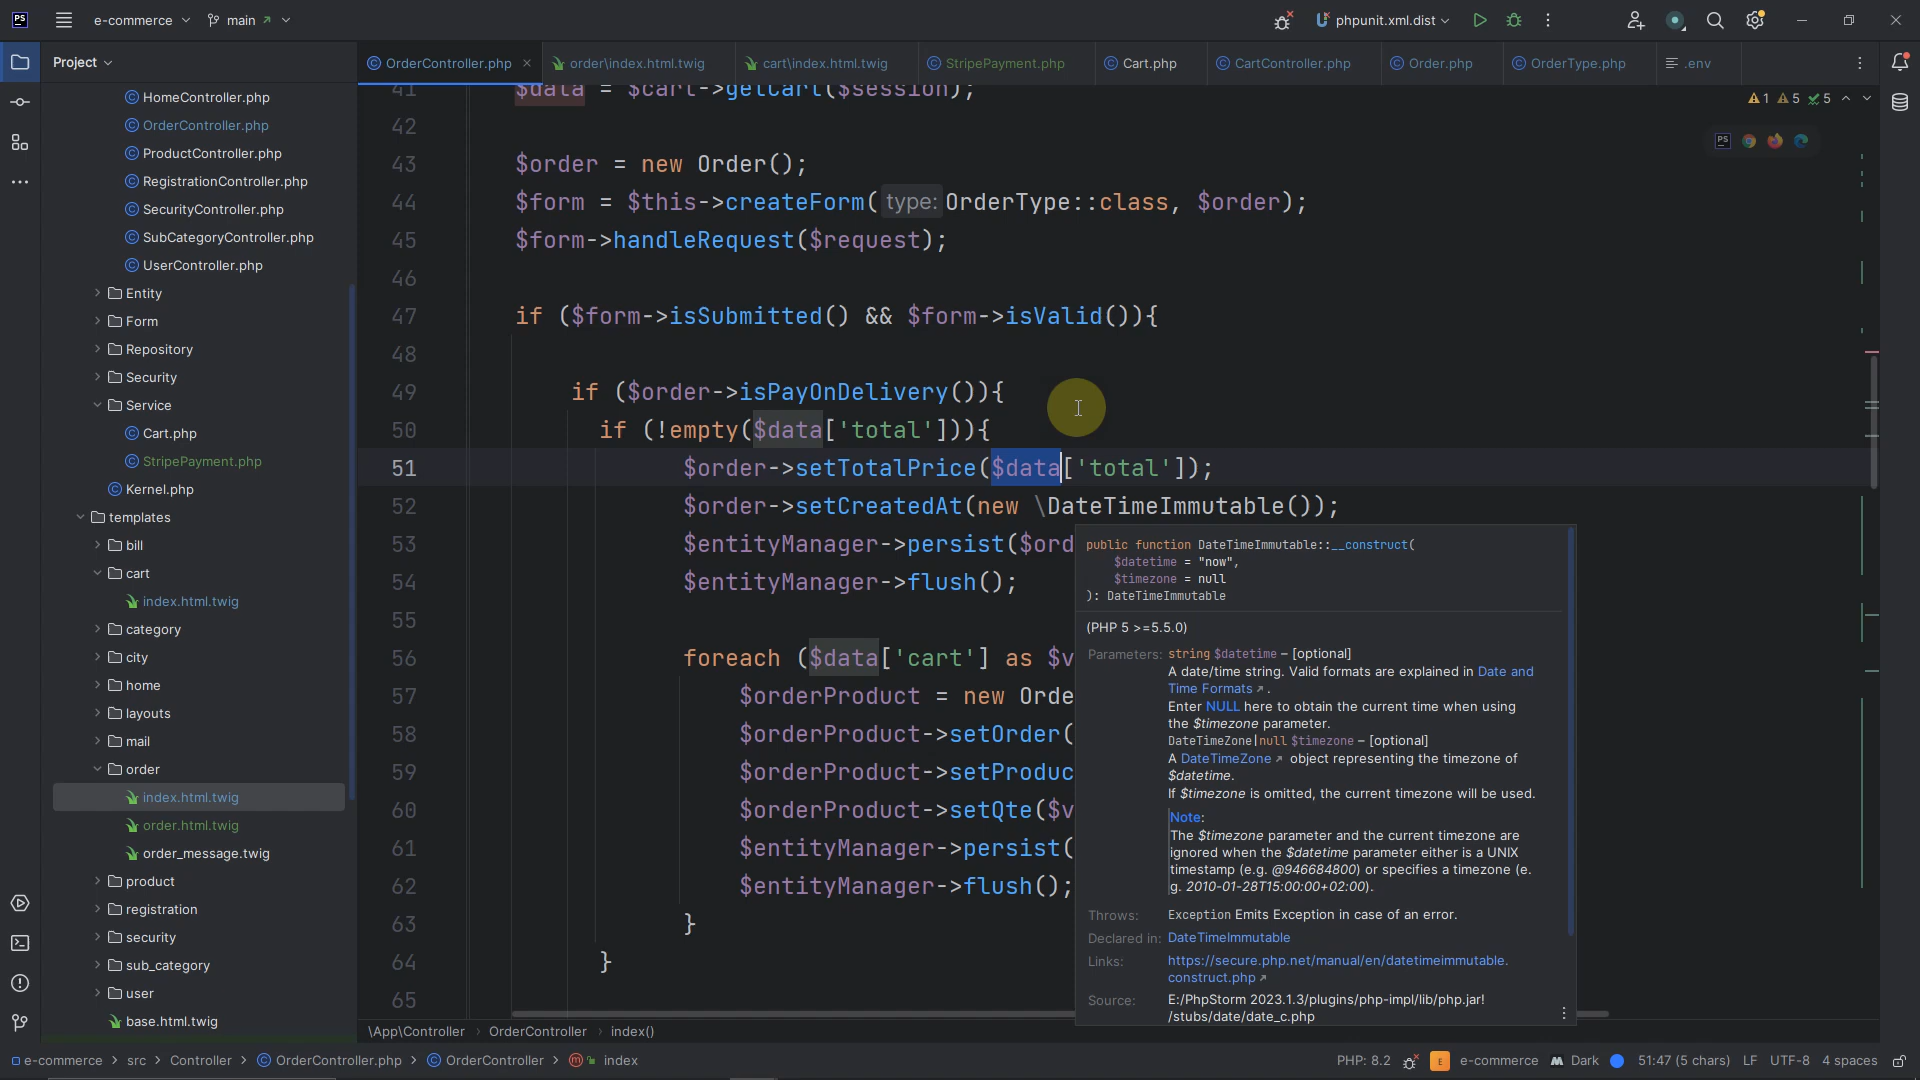 PS
e-commerce
main
phpunit.xml.dist
Project
OrderController.php
order\index.html.twig
cart\index.html.twig
StripePayment.php
Cart.php
CartController.php
Order.php
OrderType.php
.env
HomeController.php
OrderController.php
ProductController.php
RegistrationController.php
SecurityController.php
SubCategoryController.php
UserController.php
Entity
Form
Repository
Security
Service
Cart.php
StripePayment.php
Kernel.php
templates
bill
cart
index.html.twig
category
city
home
layouts
mail
order
index.html.twig
order.html.twig
order_message.twig
product
registration
security
sub_category
user
base.html.twig
1 5 5
PS
41 $data = $cart->getCart($session);
42
43 $order = new Order();
44 $form = $this->createForm( type: OrderType::class, $order);
45 $form->handleRequest($request);
46
47 if ($form->isSubmitted() && $form->isValid()){
48
49 if ($order->isPayOnDelivery()){
50 if (!empty($data['total'])){
51 $order->setTotalPrice($data['total']);
52 $order->setCreatedAt(new \DateTimeImmutable());
53 $entityManager->persist($ord
54 $entityManager->flush();
55
56 foreach ($data['cart'] as $v
57 $orderProduct = new Orde
58 $orderProduct->setOrder(
59 $orderProduct->setProduc
60 $orderProduct->setQte($v
61 $entityManager->persist(
62 $entityManager->flush();
63 }
64 }
65
public function DateTimeImmutable::__construct(
$datetime = "now",
$timezone = null
): DateTimeImmutable
(PHP 5 >=5.5.0)
Parameters: string $datetime – [optional]
A date/time string. Valid formats are explained in Date and
Time Formats .
Enter NULL here to obtain the current time when using
the $timezone parameter.
DateTimeZone|null $timezone – [optional]
A DateTimeZone object representing the timezone of
$datetime.
If $timezone is omitted, the current timezone will be used.
Note:
The $timezone parameter and the current timezone are
ignored when the $datetime parameter either is a UNIX
timestamp (e.g. @946684800) or specifies a timezone (e.
g. 2010-01-28T15:00:00+02:00).
Throws: Exception Emits Exception in case of an error.
Declared in: DateTimeImmutable
Links: https://secure.php.net/manual/en/datetimeimmutable.
construct.php
Source: E:/PhpStorm 2023.1.3/plugins/php-impl/lib/php.jar!
/stubs/date/date_c.php
\App\Controller > OrderController > index()
e-commerce > src > Controller > OrderController.php > OrderController > index
PHP: 8.2 E e-commerce Dark 51:47 (5 chars) LF UTF-8 4 spaces